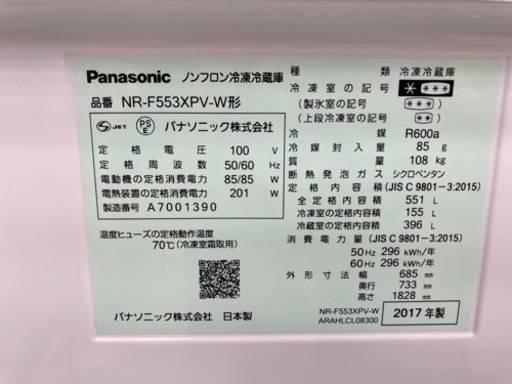 Panasonic ノンフロン冷凍冷蔵庫
品番 NR-F553XPV-W形
S JET PS E パナソニック株式会社
定格電圧 100 V
定格周波数 50/60 Hz
電動機の定格消費電力 85/85 W
電熱装置の定格消費電力 201 W
製造番号 A7001390
温度ヒューズの定格動作温度
70℃(冷凍室霜取用)
パナソニック株式会社 日本製
種類 冷凍冷蔵庫
冷凍室の記号 ****
(製氷室の記号) (***)
(上段冷凍室の記号) (**)
冷媒 R600a
冷媒封入量 85 g
質量 108 kg
断熱発泡ガス シクロペンタン
定格内容積 (JIS C 9801-3:2015)
全定格内容積 551 L
冷凍室の定格内容積 155 L
冷蔵室の定格内容積 396 L
消費電力量 (JIS C 9801-3:2015)
50Hz 296 kWh/年
60Hz 296 kWh/年
外形寸法 幅 685 mm
奥行 733 mm
高さ 1828 mm
NR-F553XPV-W
ARAHLCL08300
2017年製